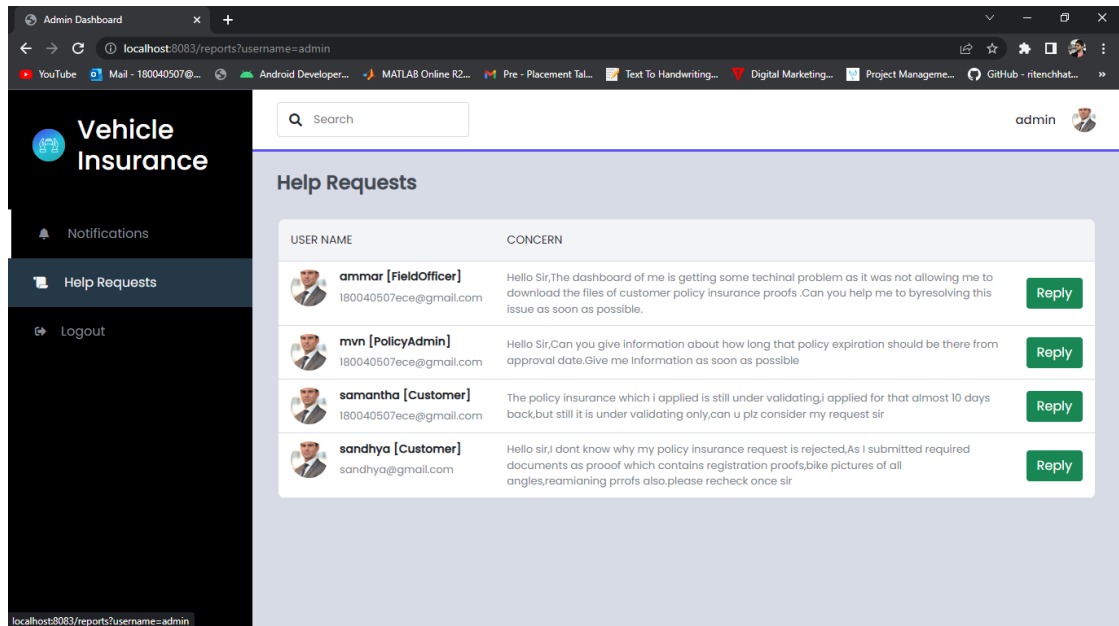 Admin Dashboard
localhost:8083/reports?username=admin
YouTube Mail - 180040507@... Android Developer... MATLAB Online R2... Pre - Placement Tal... Text To Handwriting... Digital Marketing... Project Manageme... GitHub - ritenchhat... »
Vehicle
Insurance
Search
admin
Notifications
Help Requests
Logout
Help Requests
USER NAME CONCERN
ammar [FieldOfficer]
180040507ece@gmail.com
Hello Sir,The dashboard of me is getting some techinal problem as it was not allowing me to
download the files of customer policy insurance proofs .Can you help me to byresolving this
issue as soon as possible.
Reply
mvn [PolicyAdmin]
180040507ece@gmail.com
Hello Sir,Can you give information about how long that policy expiration should be there from
approval date.Give me Information as soon as possible
Reply
samantha [Customer]
180040507ece@gmail.com
The policy insurance which i applied is still under validating,i applied for that almost 10 days
back,but still it is under validating only,can u plz consider my request sir
Reply
sandhya [Customer]
sandhya@gmail.com
Hello sir,I dont know why my policy insurance request is rejected,As I submitted required
documents as prooof which contains registration proofs,bike pictures of all
angles,reamianing prrofs also.please recheck once sir
Reply
localhost:8083/reports?username=admin